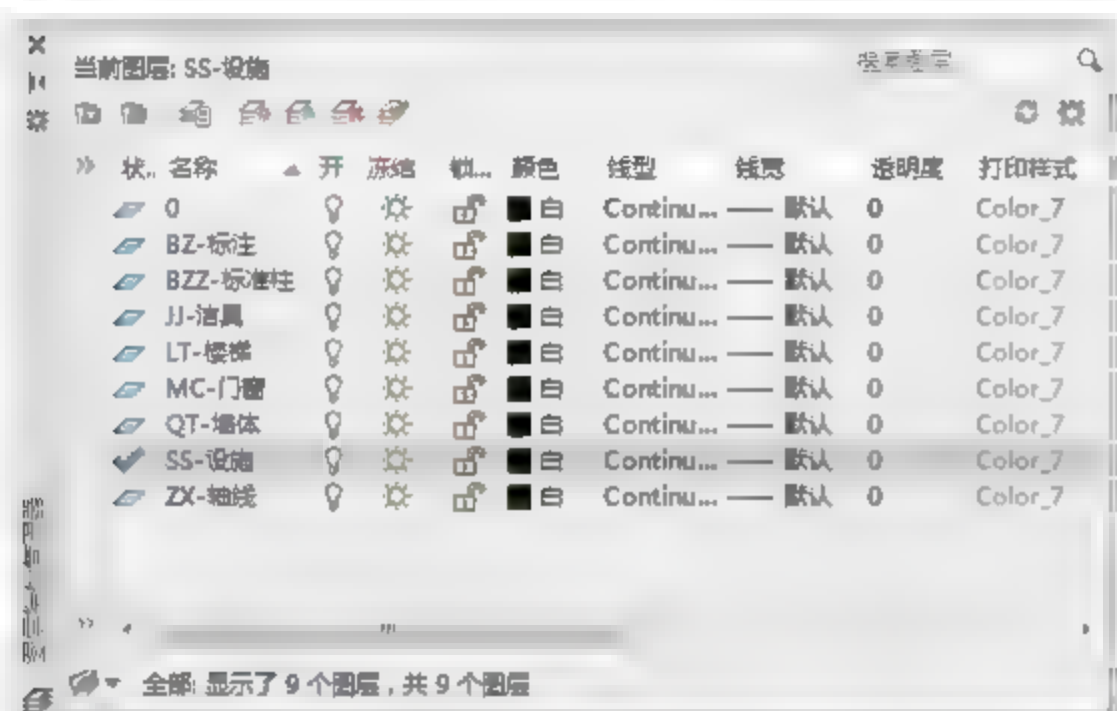 当前图层: SS-设施
搜索图层
状.. 名称 开 冻结 锁... 颜色 线型 线宽 透明度 打印样式
0 白 Continu... 默认 0 Color_7
BZ-标注 白 Continu... 默认 0 Color_7
BZZ-标准柱 白 Continu... 默认 0 Color_7
JJ-洁具 白 Continu... 默认 0 Color_7
LT-楼梯 白 Continu... 默认 0 Color_7
MC-门窗 白 Continu... 默认 0 Color_7
QT-墙体 白 Continu... 默认 0 Color_7
SS-设施 白 Continu... 默认 0 Color_7
ZX-轴线 白 Continu... 默认 0 Color_7
全部: 显示了 9 个图层，共 9 个图层